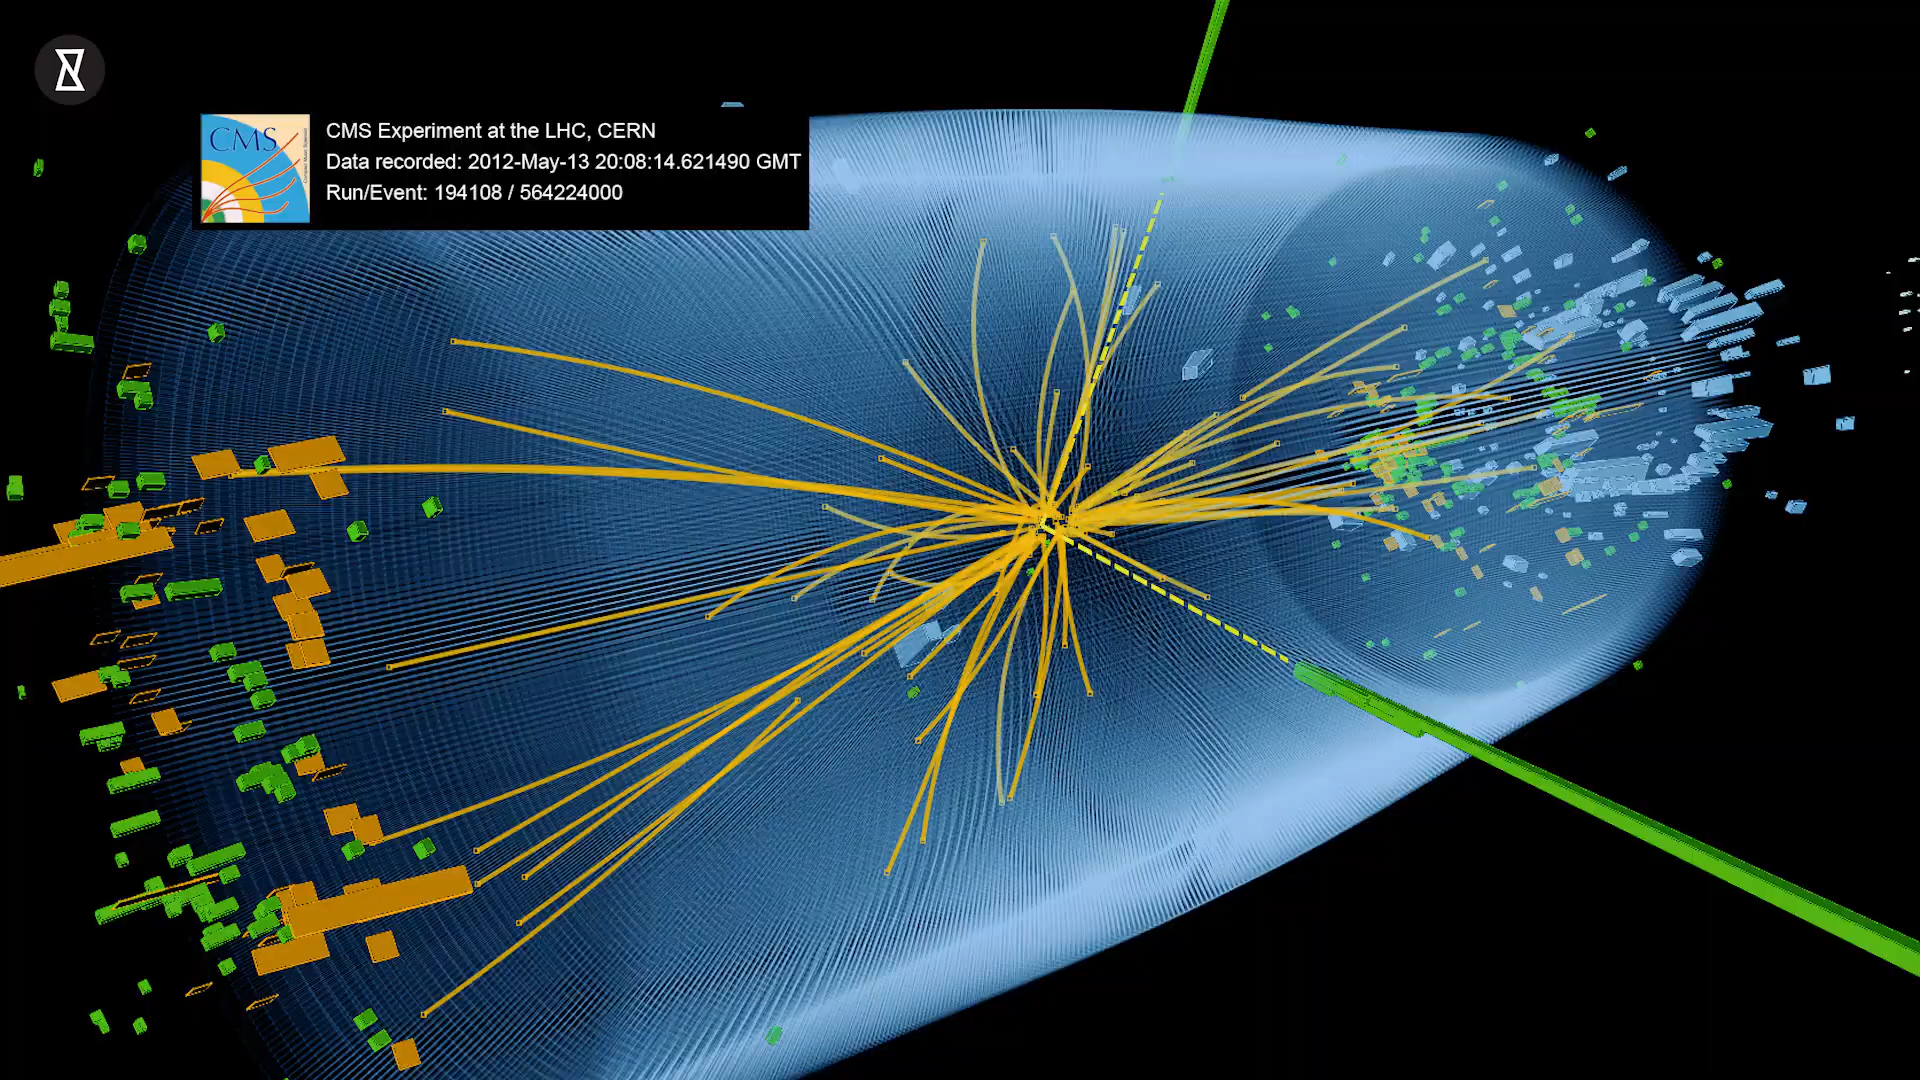 CMS
CMS Experiment at the LHC, CERN
Data recorded: 2012-May-13 20:08:14.621490 GMT
Run/Event: 194108 / 564224000